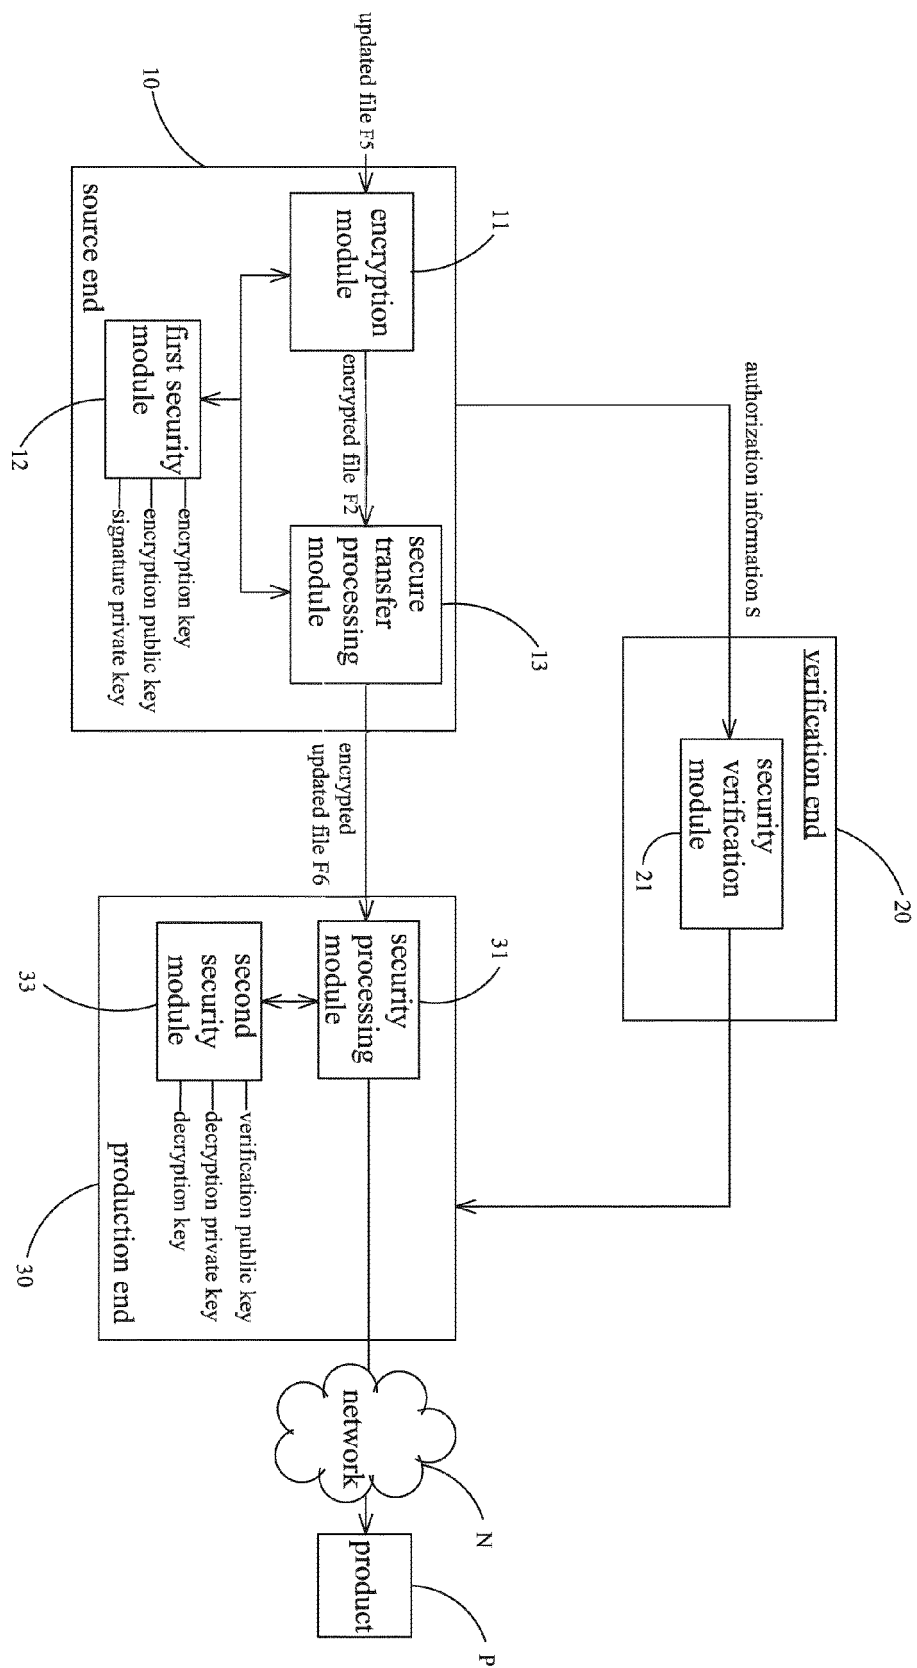 authorization information S
verification end
20
security
verification
module
21
updated file F5
10
11
encryption
module
encrypted file F2
13
secure
transfer
processing
module
source end
first security
module
12
encryption key
encryption public key
signature private key
encrypted
updated file F6
31
security
processing
module
second
security
module
33
verification public key
decryption private key
decryption key
production end
30
network
N
product
P